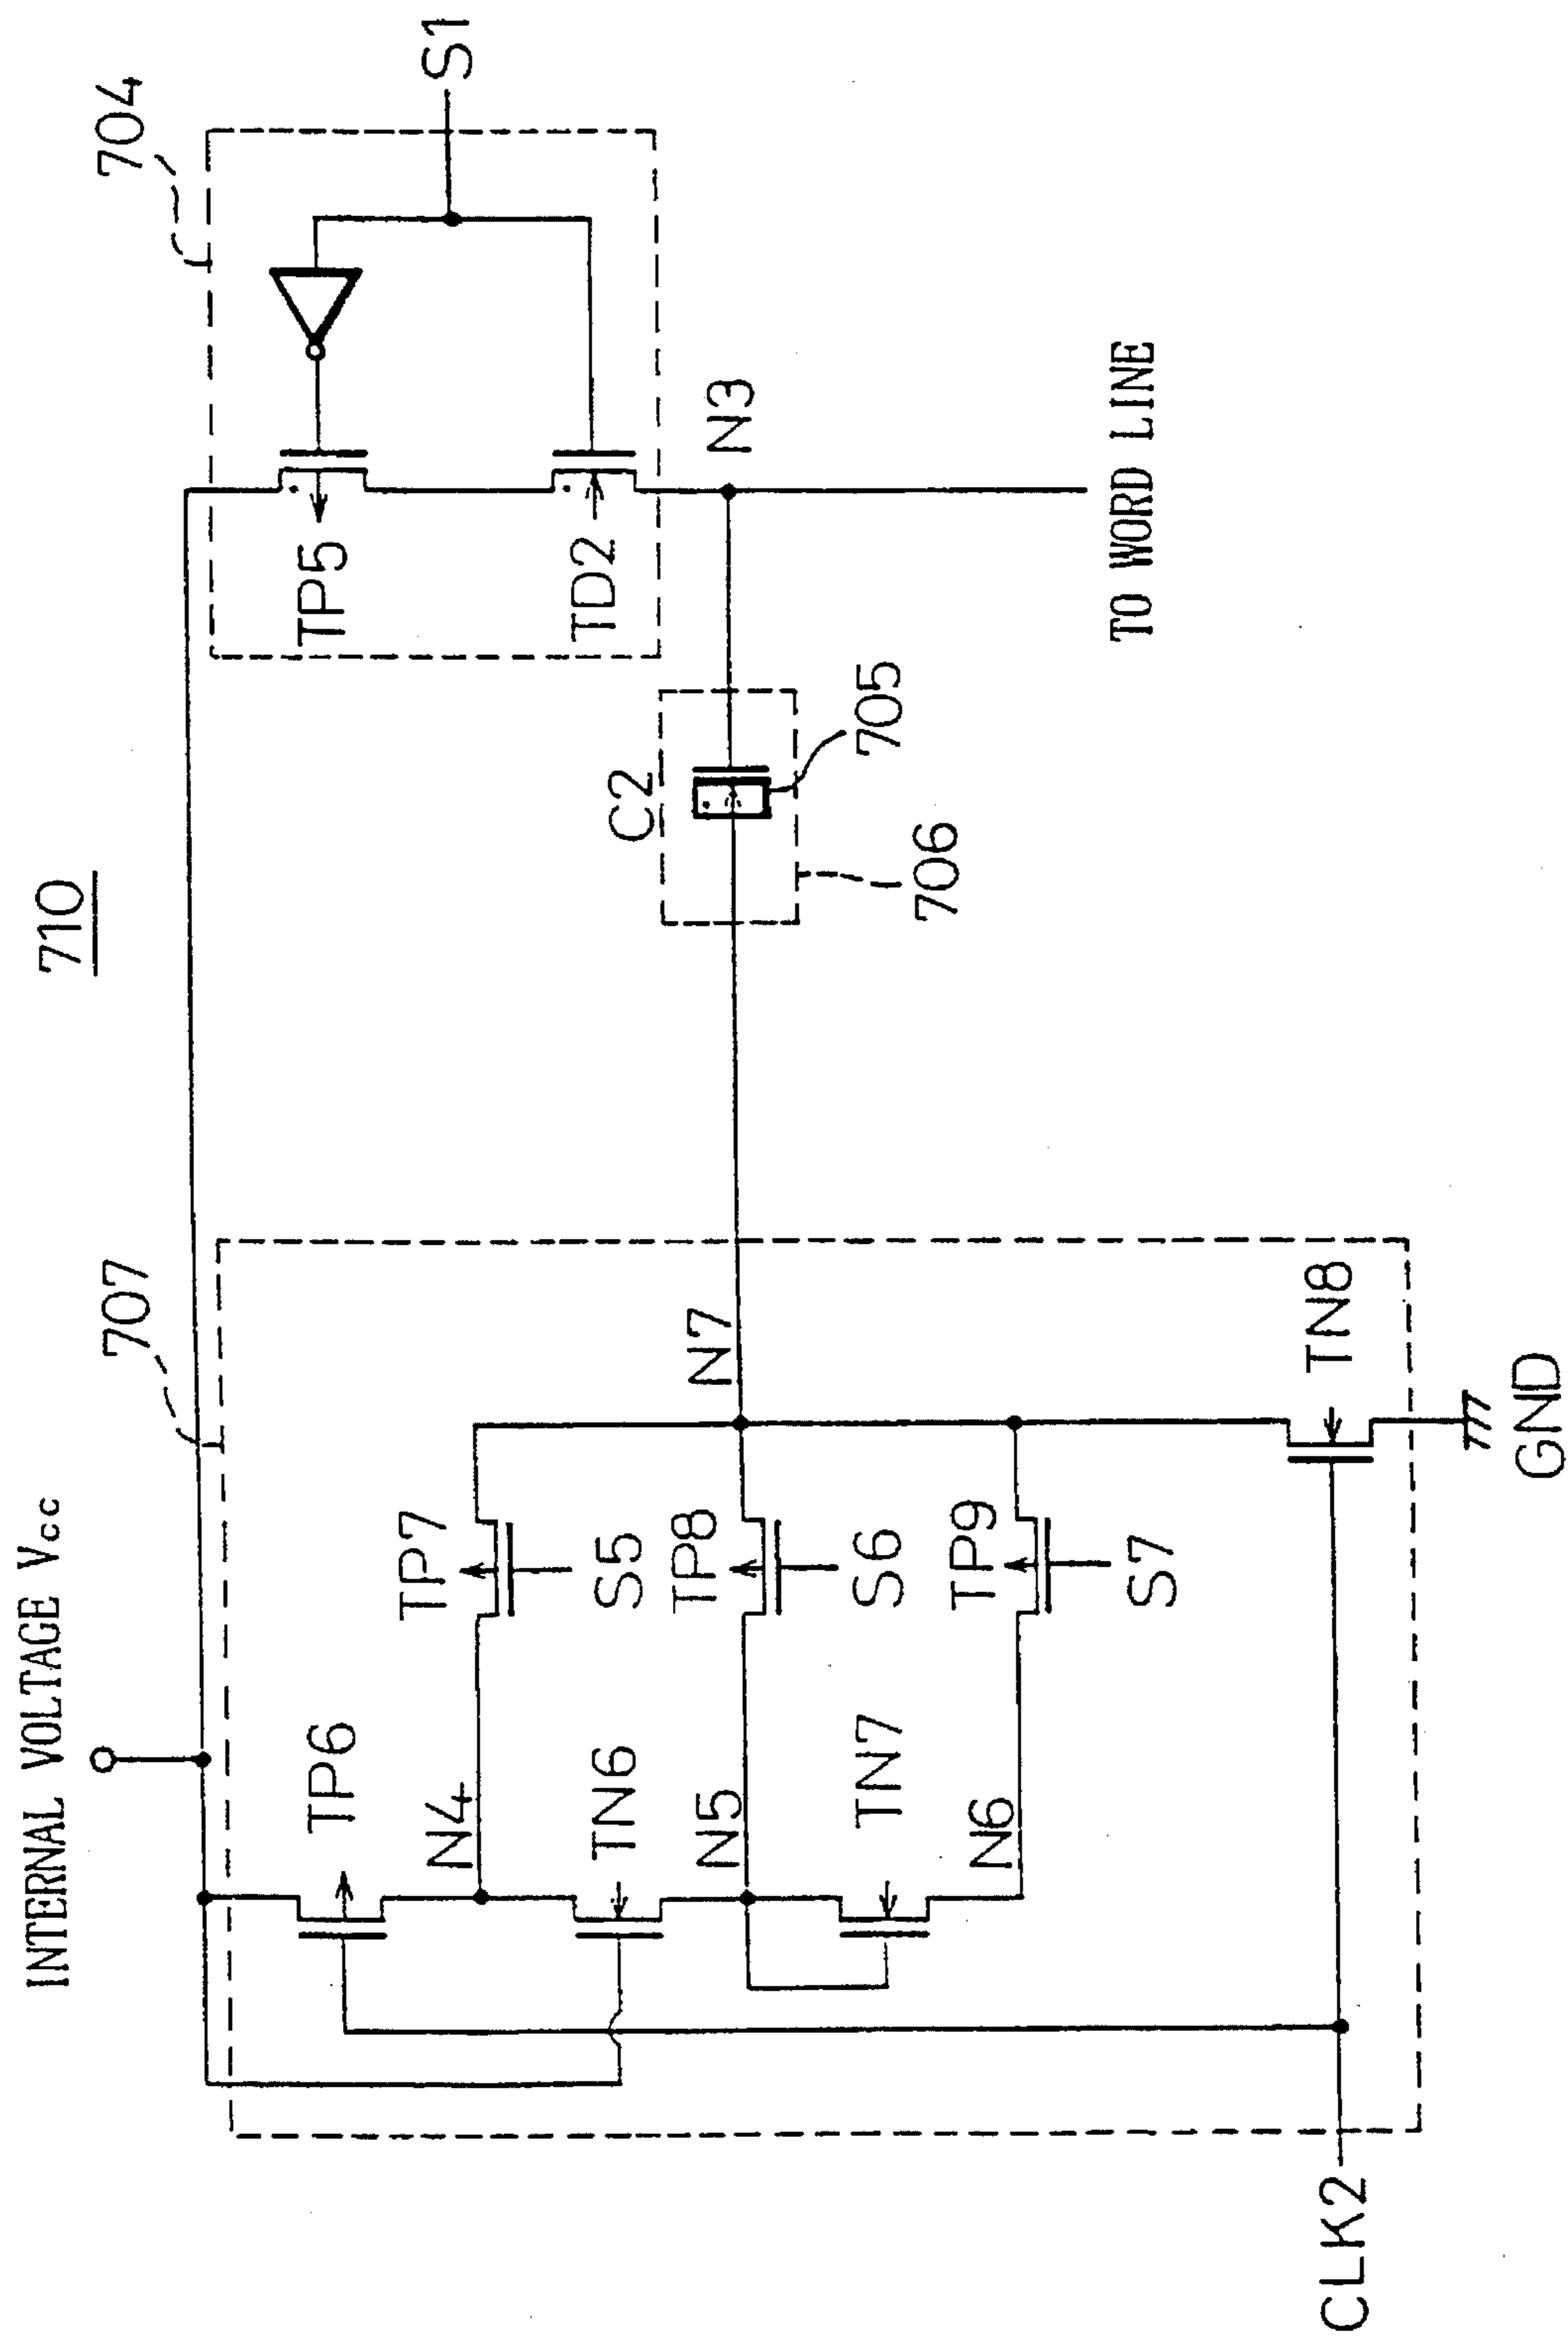 710
INTERNAL VOLTAGE Vcc
707
704
S1
TP6
TP7
TP5
N4
S5
C2
TD2
TN6
N7
N3
N5
TP8
S6
705
706
TN7
TP9
N6
S7
TO WORD LINE
TN8
CLK2
GND